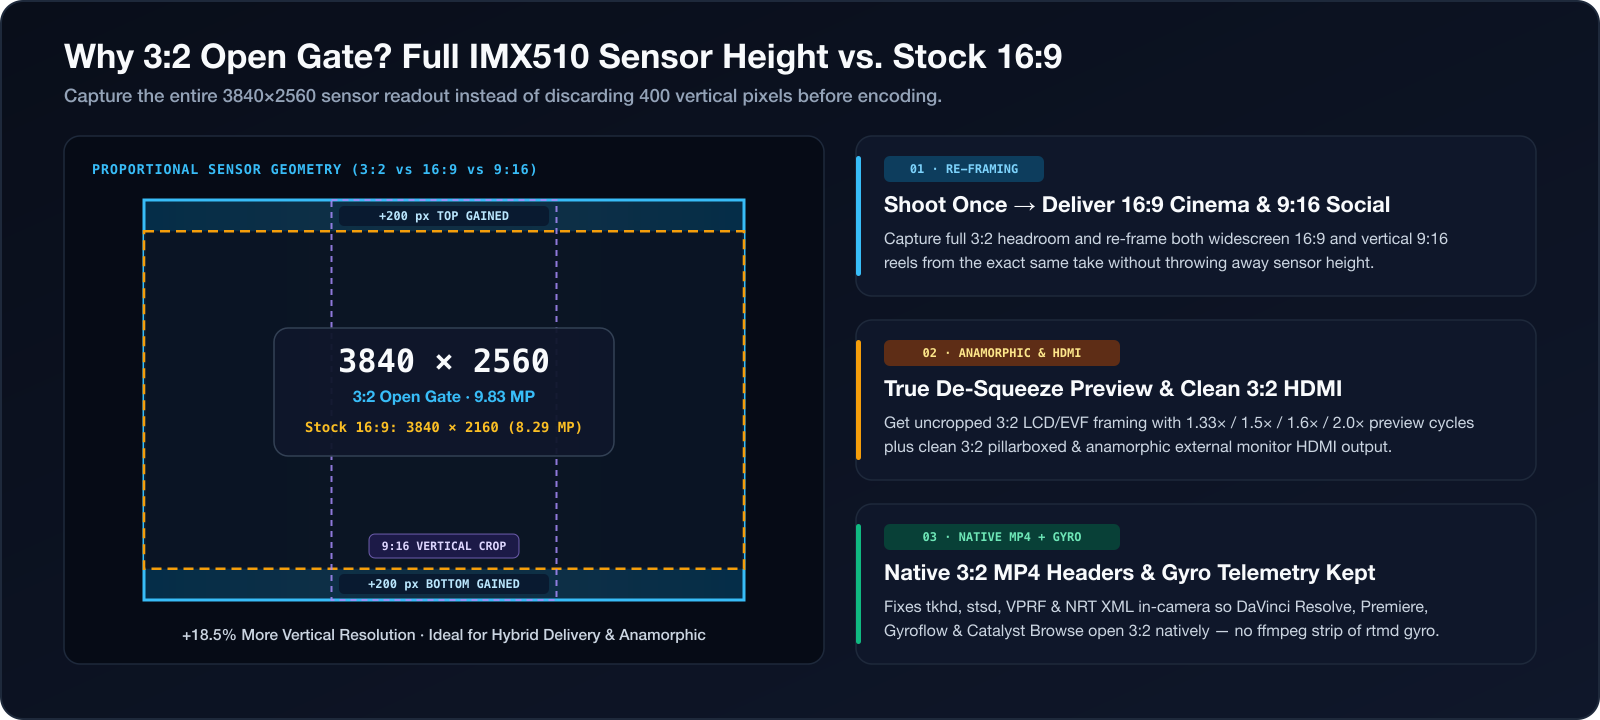 Why 3:2 Open Gate? Full IMX510 Sensor Height vs. Stock 16:9
Capture the entire 3840×2560 sensor readout instead of discarding 400 vertical pixels before encoding.
PROPORTIONAL SENSOR GEOMETRY (3:2 vs 16:9 vs 9:16)
+200 px TOP GAINED
3840 × 2560
3:2 Open Gate · 9.83 MP
Stock 16:9: 3840 × 2160 (8.29 MP)
9:16 VERTICAL CROP
+200 px BOTTOM GAINED
+18.5% More Vertical Resolution · Ideal for Hybrid Delivery & Anamorphic
01 · RE-FRAMING
Shoot Once → Deliver 16:9 Cinema & 9:16 Social
Capture full 3:2 headroom and re-frame both widescreen 16:9 and vertical 9:16
reels from the exact same take without throwing away sensor height.
02 · ANAMORPHIC & HDMI
True De-Squeeze Preview & Clean 3:2 HDMI
Get uncropped 3:2 LCD/EVF framing with 1.33× / 1.5× / 1.6× / 2.0× preview cycles
plus clean 3:2 pillarboxed & anamorphic external monitor HDMI output.
03 · NATIVE MP4 + GYRO
Native 3:2 MP4 Headers & Gyro Telemetry Kept
Fixes tkhd, stsd, VPRF & NRT XML in-camera so DaVinci Resolve, Premiere,
Gyroflow & Catalyst Browse open 3:2 natively — no ffmpeg strip of rtmd gyro.